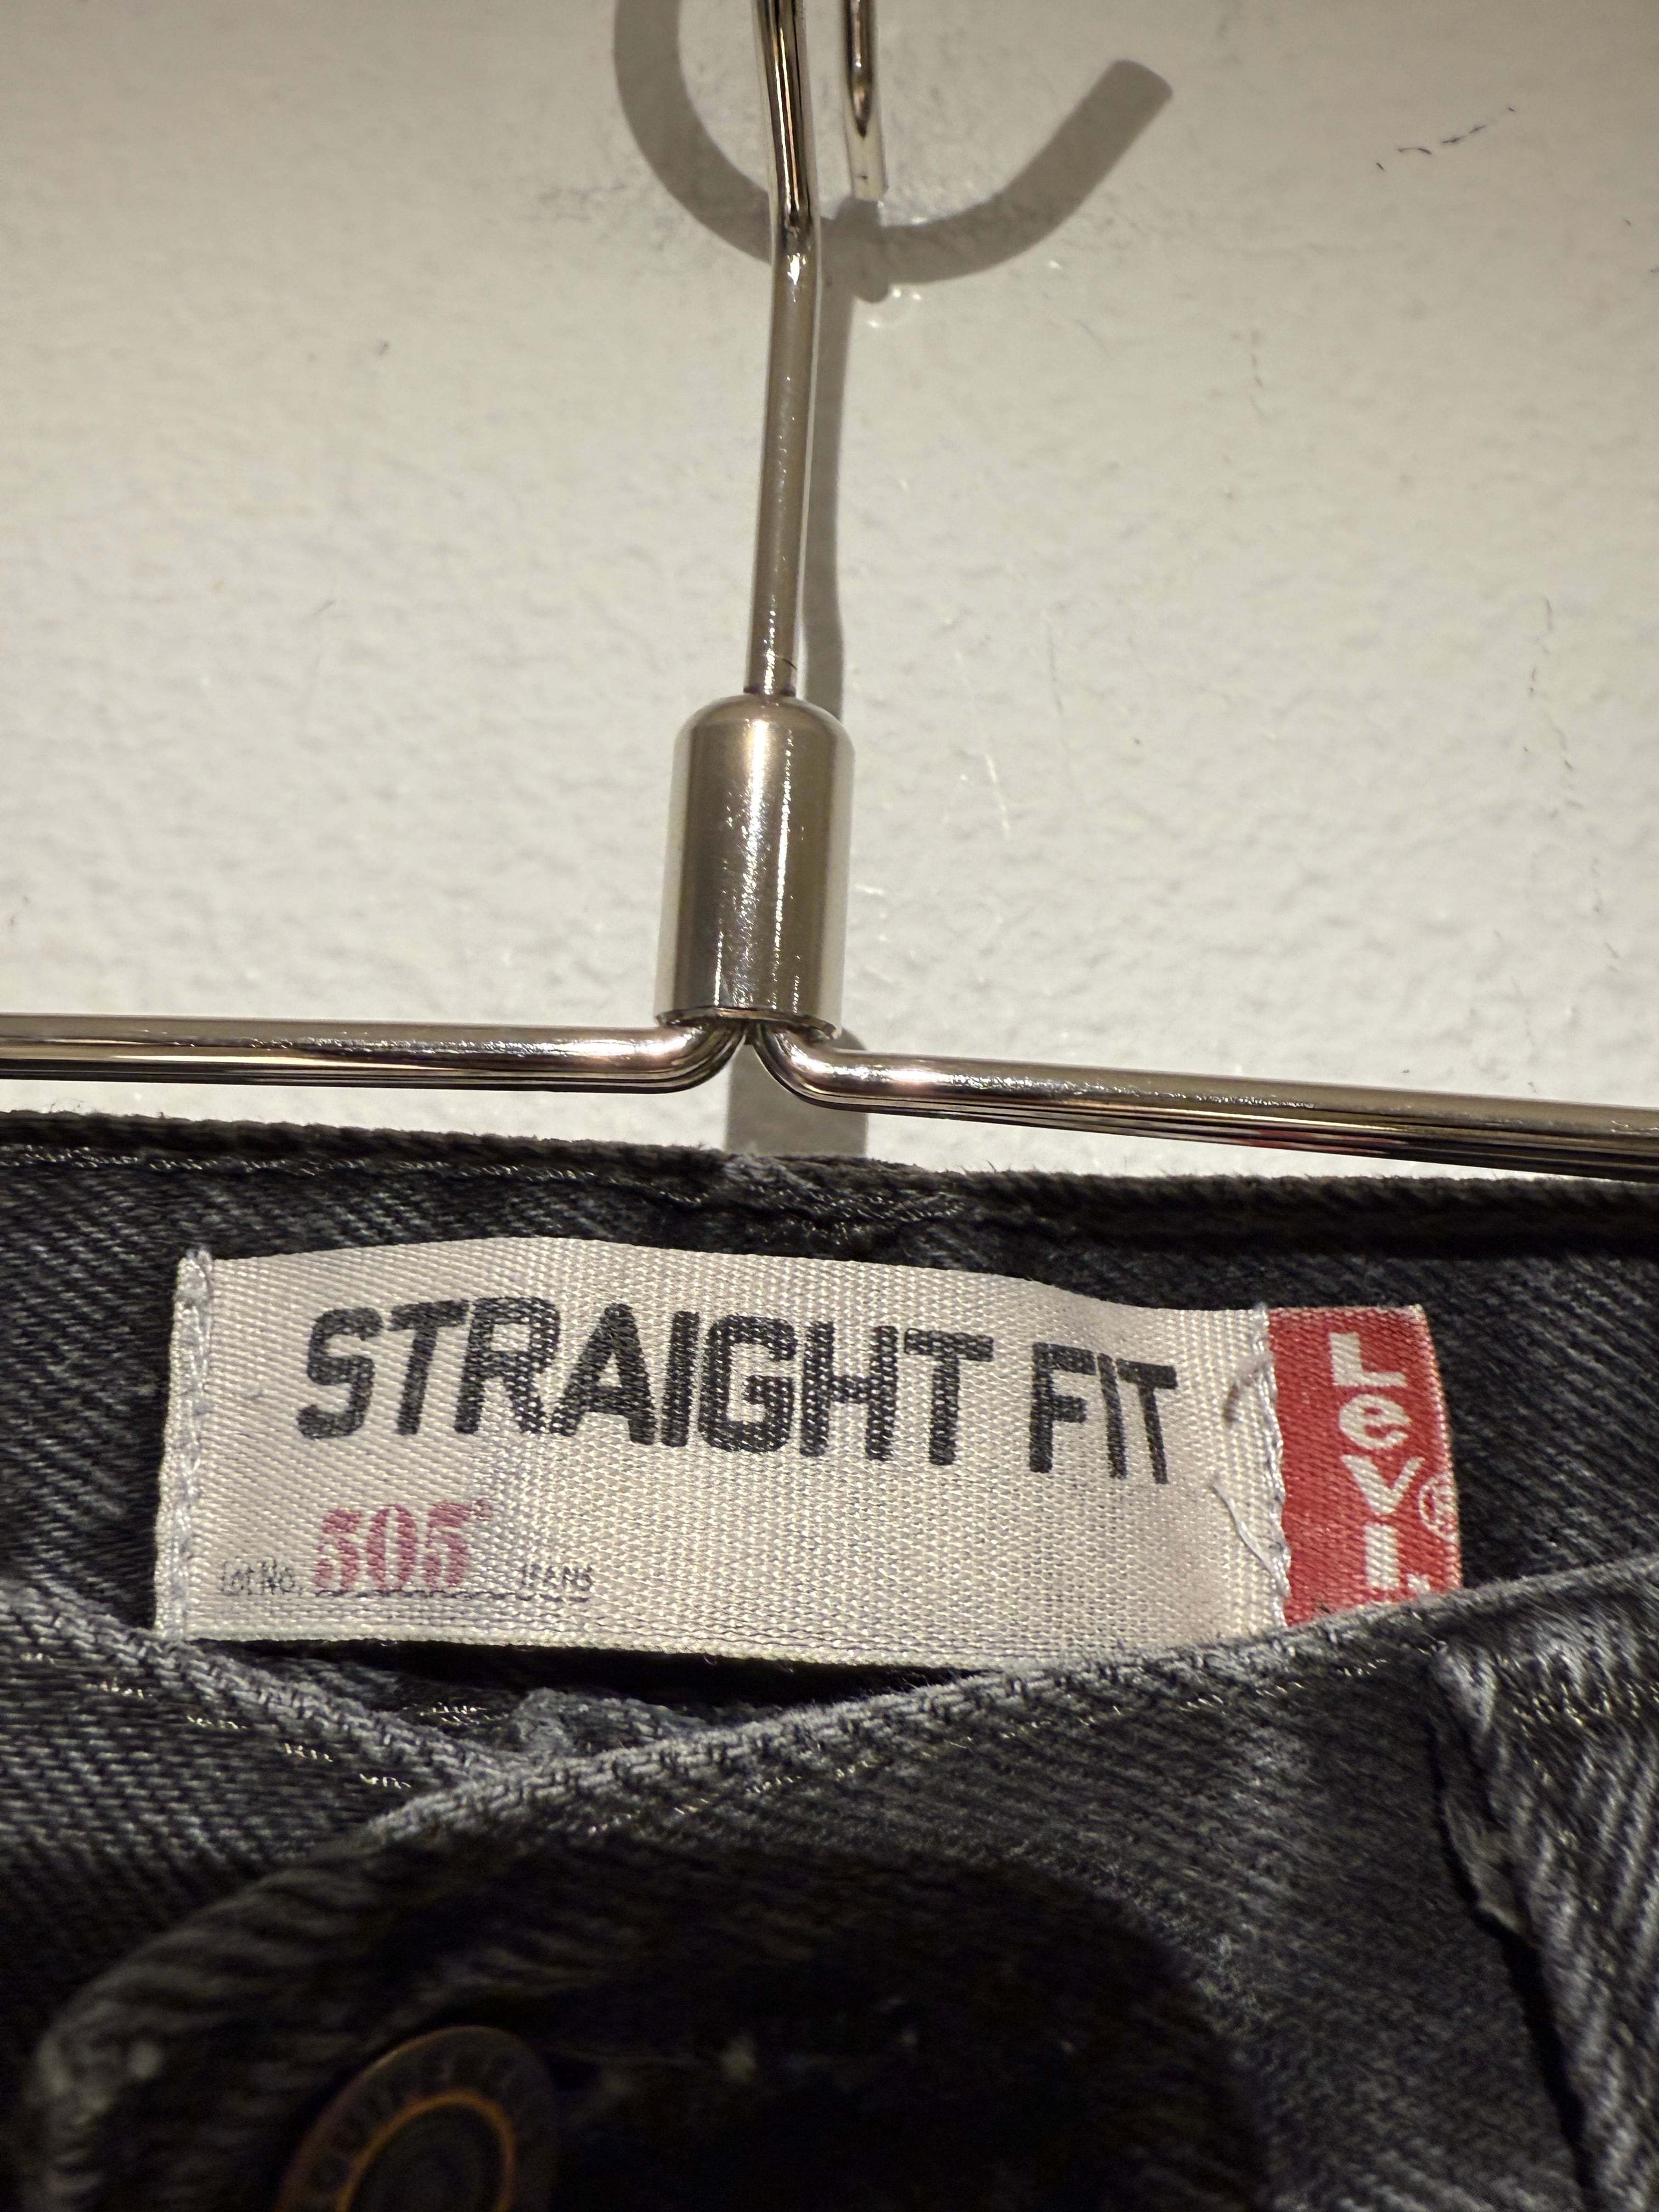 STRAIGHT FIT
Lot No. 505® JEANS
LeVI
®